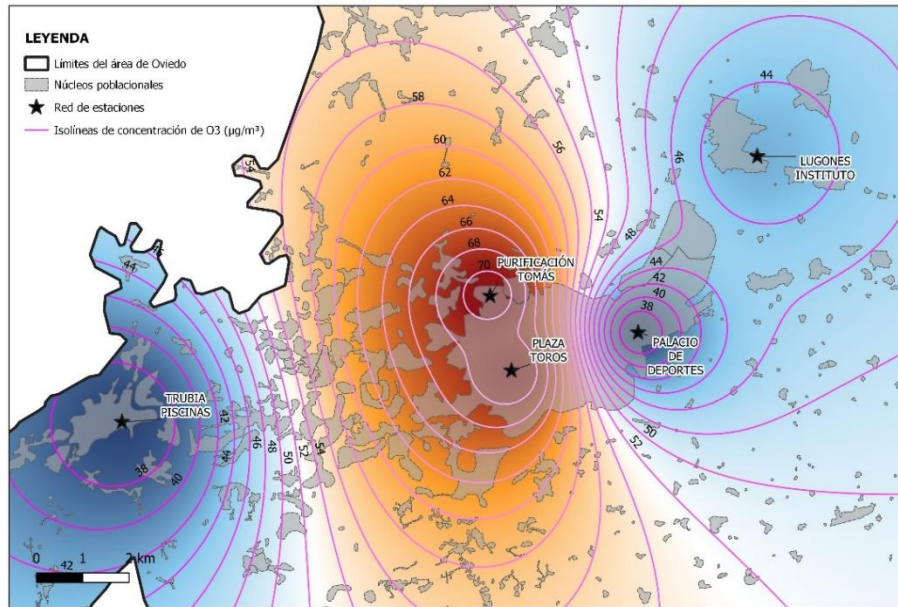 LEYENDA
Límites del área de Oviedo
Núcleos poblacionales
Red de estaciones
Isolíneas de concentración de O3 (µg/m³)
58
60
62
64
66
68
70
56
54
46
44
48
44
42
40
38
54
46
44
LUGONES
INSTITUTO
PURIFICACIÓN
TOMÁS
PLAZA
TOROS
PALACIO
DE
DEPORTES
TRUBIA
PISCINAS
42
44
46
48
50
52
54
38
40
50
52
0 1 2 km
42